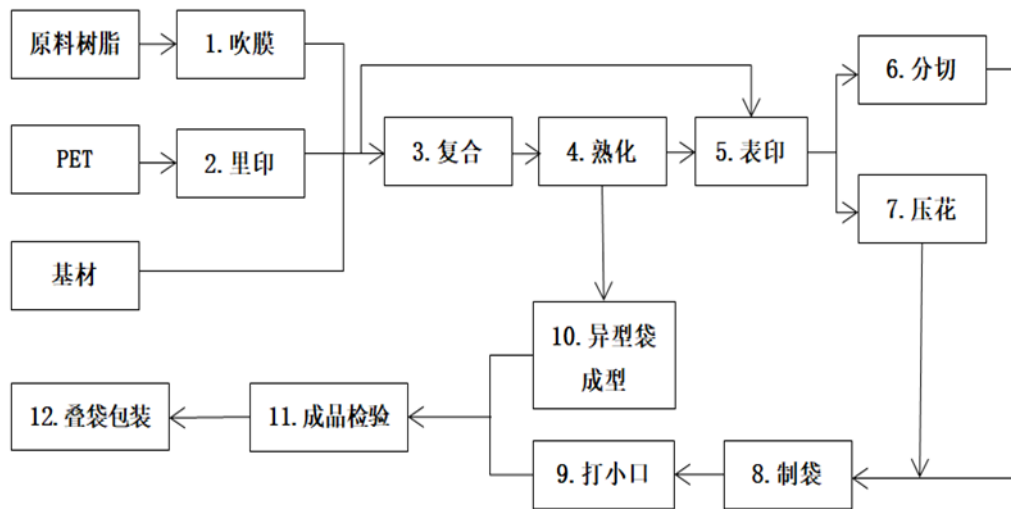 原料树脂
1.吹膜
6.分切
PET
2.里印
3.复合
4.熟化
5.表印
7.压花
基材
10.异型袋
成型
12.叠袋包装
11.成品检验
9.打小口
8.制袋